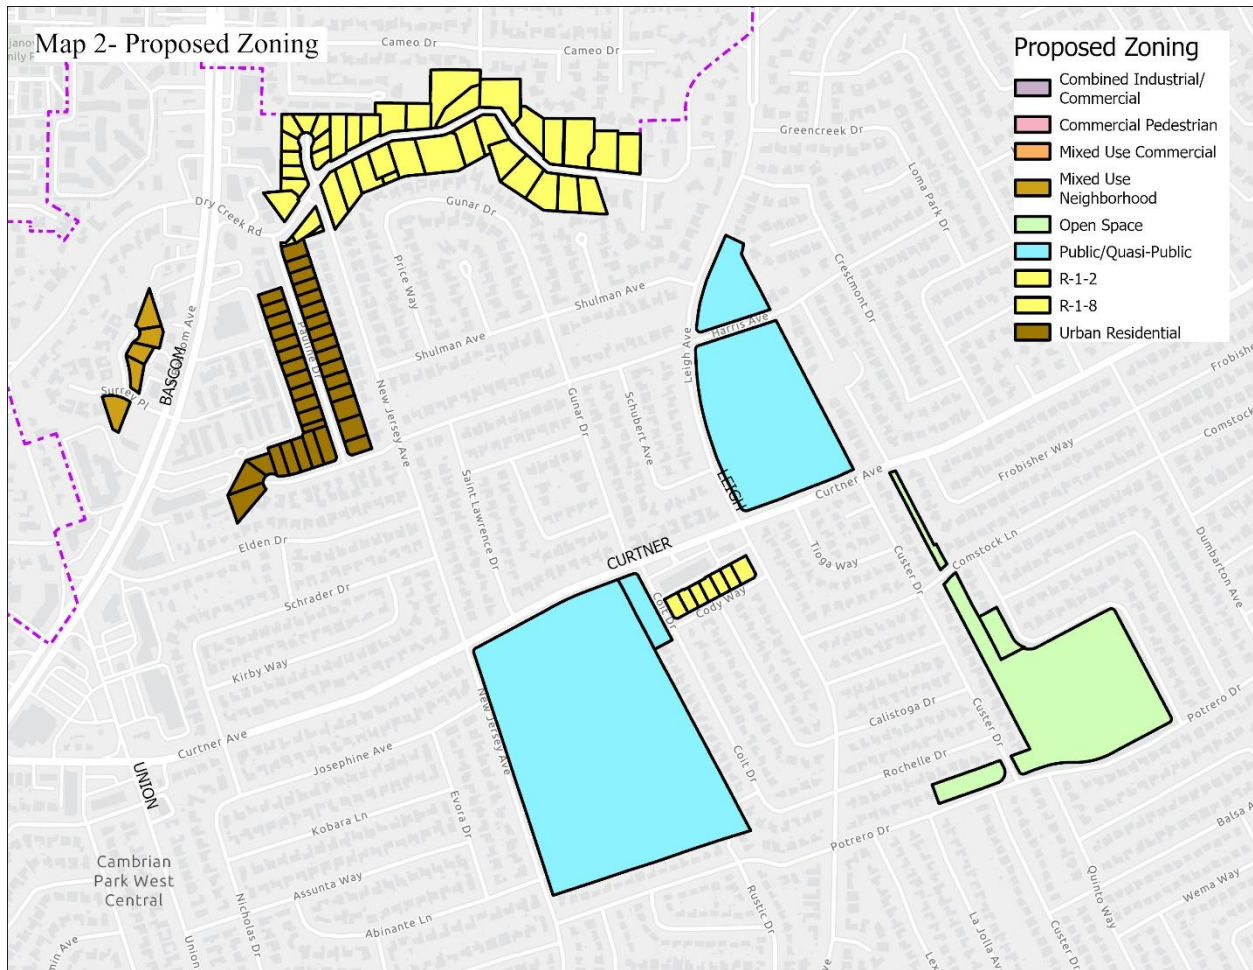 Map 2- Proposed Zoning
Cameo Dr
Cameo Dr
Proposed Zoning
Combined Industrial/
Commercial
Commercial Pedestrian
Mixed Use Commercial
Mixed Use
Neighborhood
Open Space
Public/Quasi-Public
R-1-2
R-1-8
Urban Residential
Greencreek Dr
Loma Park Dr
Dry Creek Rd
Gunar Dr
Price Way
Crestmont Dr
Shulman Ave
Shulman Ave
Harris Ave
Leigh Ave
BASCOM
Surrey Pl
Pauline Dr
New Jersey Ave
Gunar Dr
Schubert Ave
Frobisher Way
Saint Lawrence Dr
LEIGH
Curtner Ave
Elden Dr
CURTNER
Tioga Way
Custer Dr
Comstock Ln
Dumbarton Ave
Schrader Dr
Coit Dr
Cody Way
Kirby Way
New Jersey Ave
Calistoga Dr
Custer Dr
Potrero Dr
Curtner Ave
Josephine Ave
Coit Dr
Rochelle Dr
UNION
Evora Dr
Kobara Ln
Potrero Dr
Balsa A
Cambrian
Park West
Central
Assunta Way
Nicholas Dr
Abinante Ln
Rustic Dr
Quinto Way
Wema Way
La Jolla Ave
Custer Dr
Union